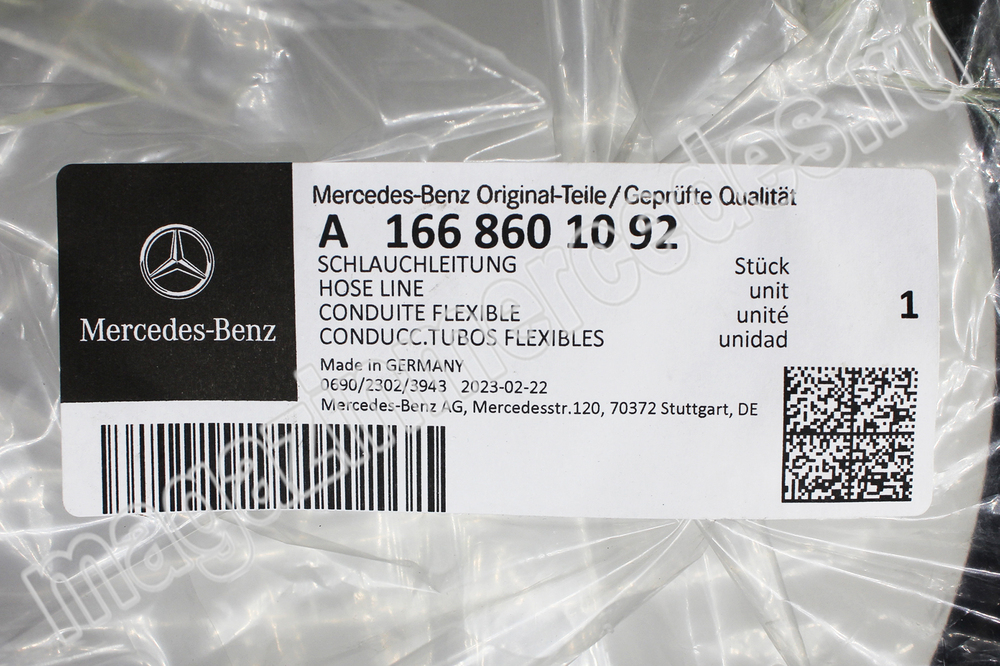 Mercedes-Benz Original-Teile/Geprüfte Qualität
A 166 860 10 92
SCHLAUCHLEITUNG Stück
HOSE LINE unit
CONDUITE FLEXIBLE unité
CONDUCC.TUBOS FLEXIBLES unidad
1
Mercedes-Benz
Made in GERMANY
0690/2302/3943 2023-02-22
Mercedes-Benz AG, Mercedesstr.120, 70372 Stuttgart, DE
magazinmercedes.ru